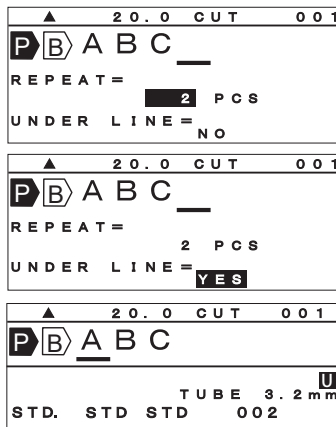 ▲ 20.0 CUT 001
P B ABC_
REPEAT=
2 PCS
UNDER LINE=
NO
▲ 20.0 CUT 001
P B ABC_
REPEAT=
2 PCS
UNDER LINE=
YES
▲ 20.0 CUT 001
P B ABC
U
TUBE 3.2mm
STD. STD STD 002